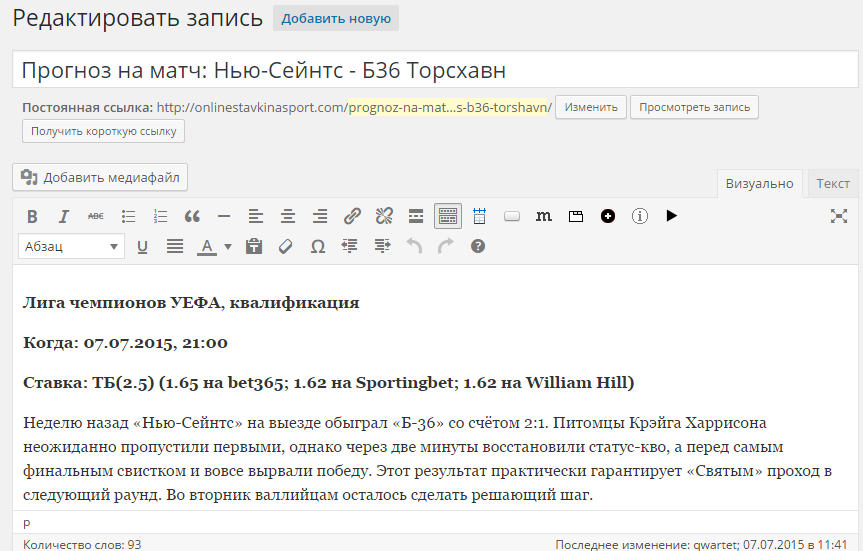 Редактировать запись Добавить новую
Прогноз на матч: Нью-Сейнтс - Б36 Торсхавн
Постоянная ссылка: http://onlinestavkinasport.com/prognoz-na-mat...s-b36-torshavn/ Изменить Просмотреть запись
Получить короткую ссылку
Добавить медиафайл
Визуально Текст
B I ABC
Абзац U A
Лига чемпионов УЕФА, квалификация
Когда: 07.07.2015, 21:00
Ставка: ТБ(2.5) (1.65 на bet365; 1.62 на Sportingbet; 1.62 на William Hill)
Неделю назад «Нью-Сейнтс» на выезде обыграл «Б-36» со счётом 2:1. Питомцы Крэйга Харрисона
неожиданно пропустили первыми, однако через две минуты восстановили статус-кво, а перед самым
финальным свистком и вовсе вырвали победу. Этот результат практически гарантирует «Святым» проход в
следующий раунд. Во вторник валлийцам осталось сделать решающий шаг.
p
Количество слов: 93 Последнее изменение: qwartet; 07.07.2015 в 11:41